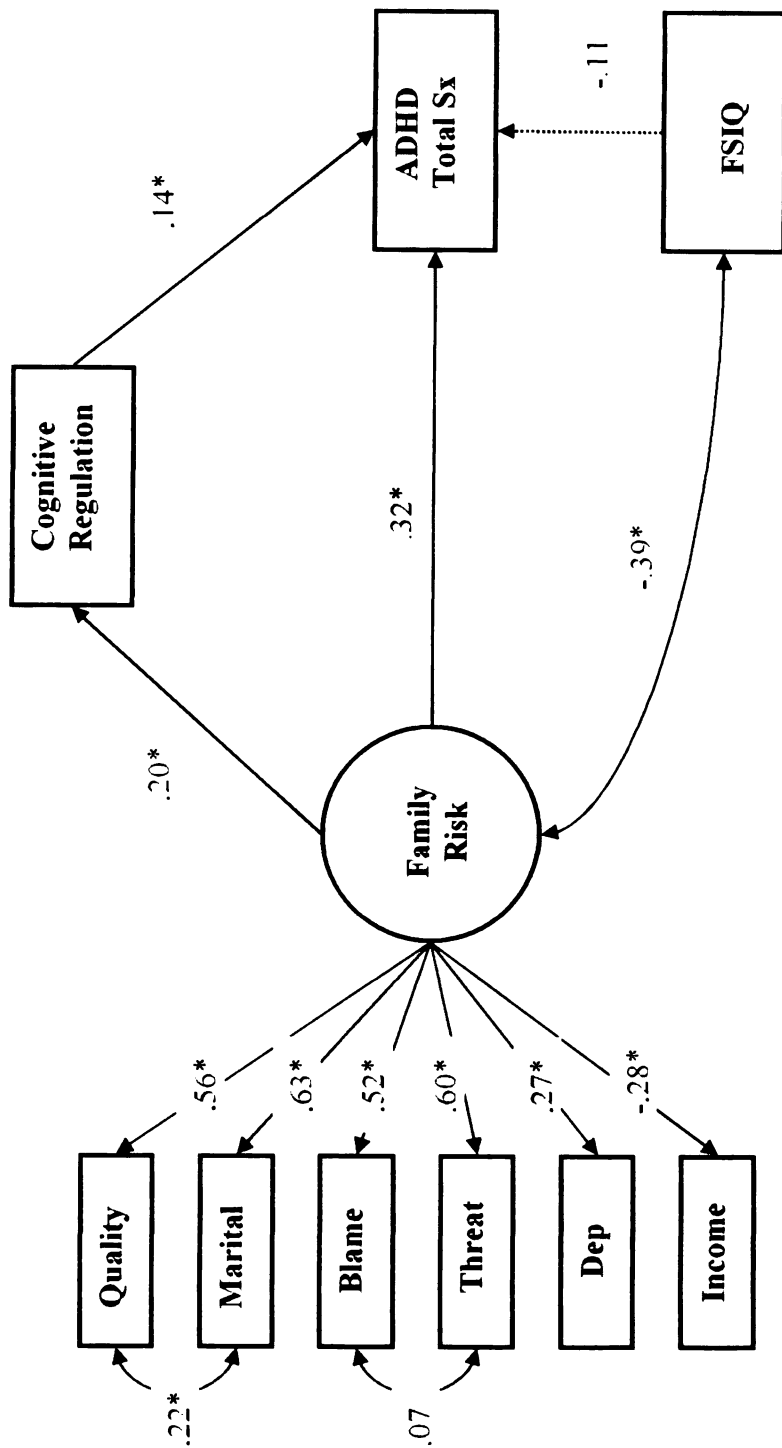 Quality
Marital
Blame
Threat
Dep
Income
.22*
.07
.56*
.63*
.52*
.60*
.27*
-.28*
Family
Risk
.20*
.32*
-.39*
Cognitive
Regulation
.14*
ADHD
Total Sx
-.11
FSIQ